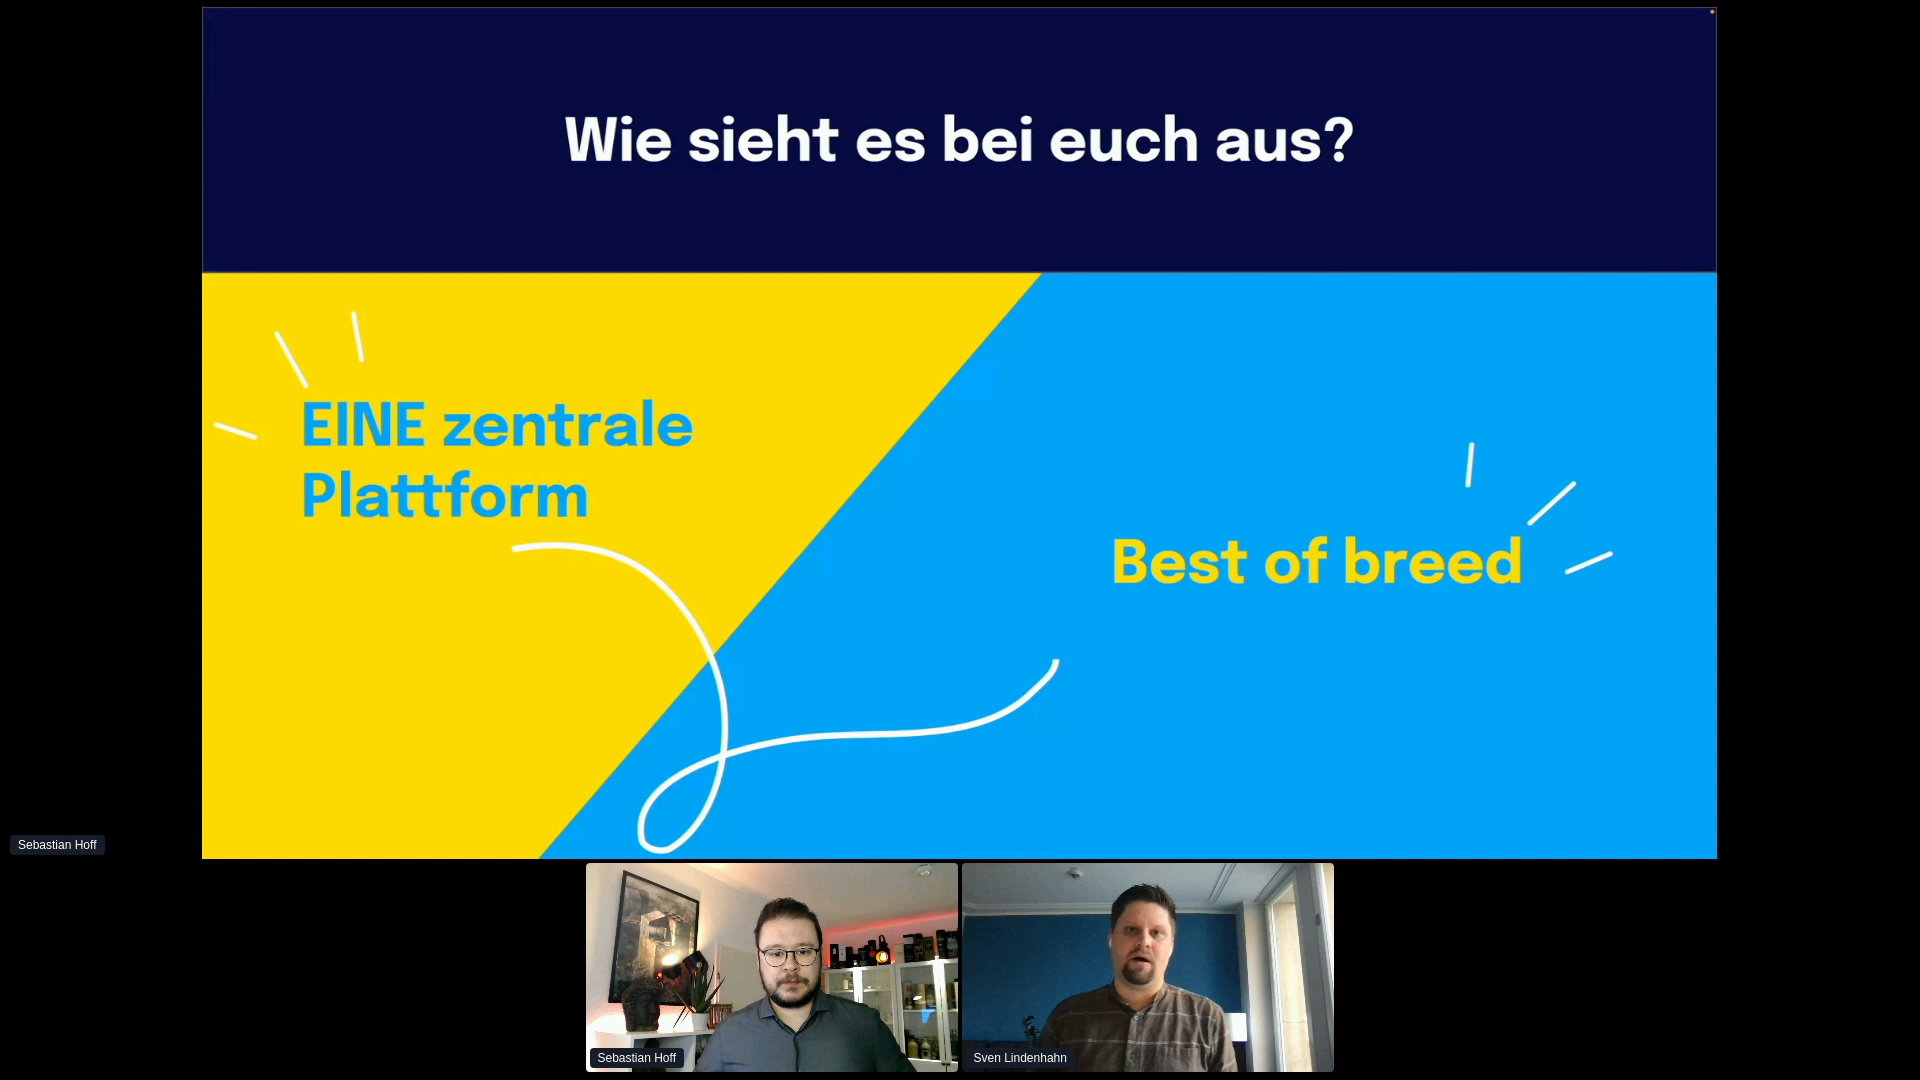 Wie sieht es bei euch aus?
EINE zentrale
Plattform
Best of breed
Sebastian Hoff
Sebastian Hoff
Sven Lindenhahn